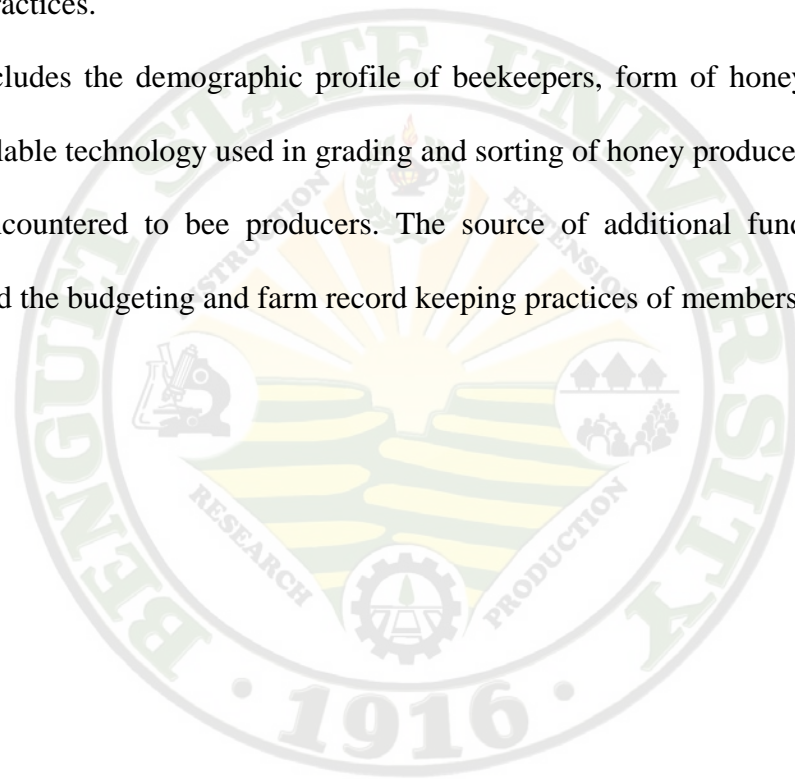 ractices.
cludes the demographic profile of beekeepers, form of honey
lable technology used in grading and sorting of honey produce
countered to bee producers. The source of additional fund
d the budgeting and farm record keeping practices of members
BENGUET STATE UNIVERSITY
INSTRUCTION
EXTENSION
RESEARCH
PRODUCTION
1916